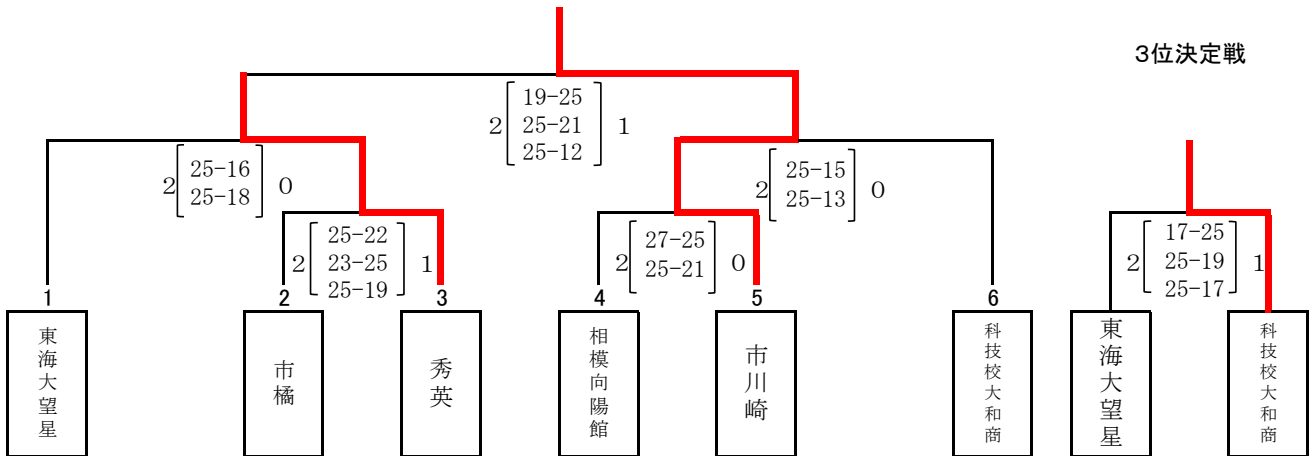 3位決定戦
2 19-25 1
25-21
25-12
2 25-16 0
25-18
2 25-15 0
25-13
2 25-22 1
23-25
25-19
2 27-25 0
25-21
2 17-25 1
25-19
25-17
1
2
3
4
5
6
東海大望星
市橘
秀英
相模向陽館
市川崎
科技校大和商
東海大望星
科技校大和商